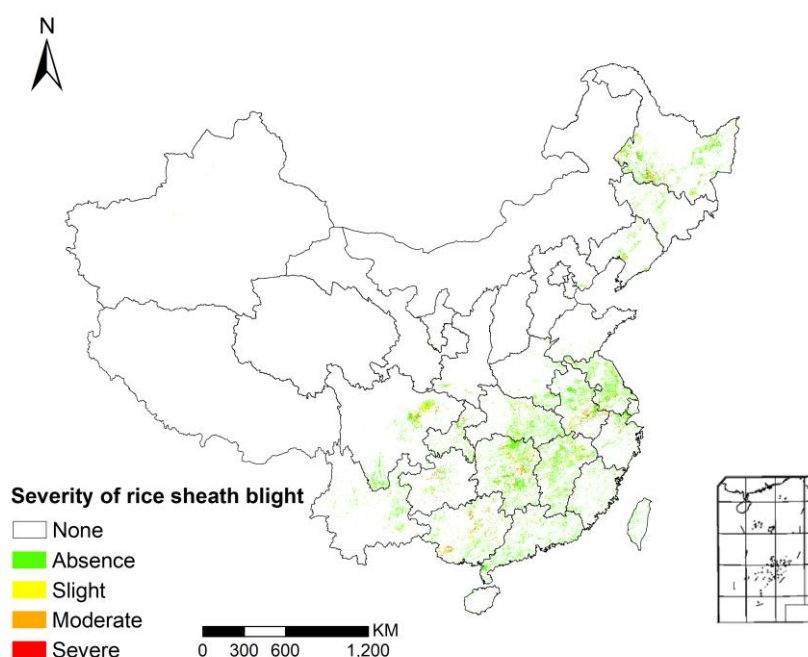 N
Severity of rice sheath blight
None
Absence
Slight
Moderate
Severe
KM
0 300 600 1,200